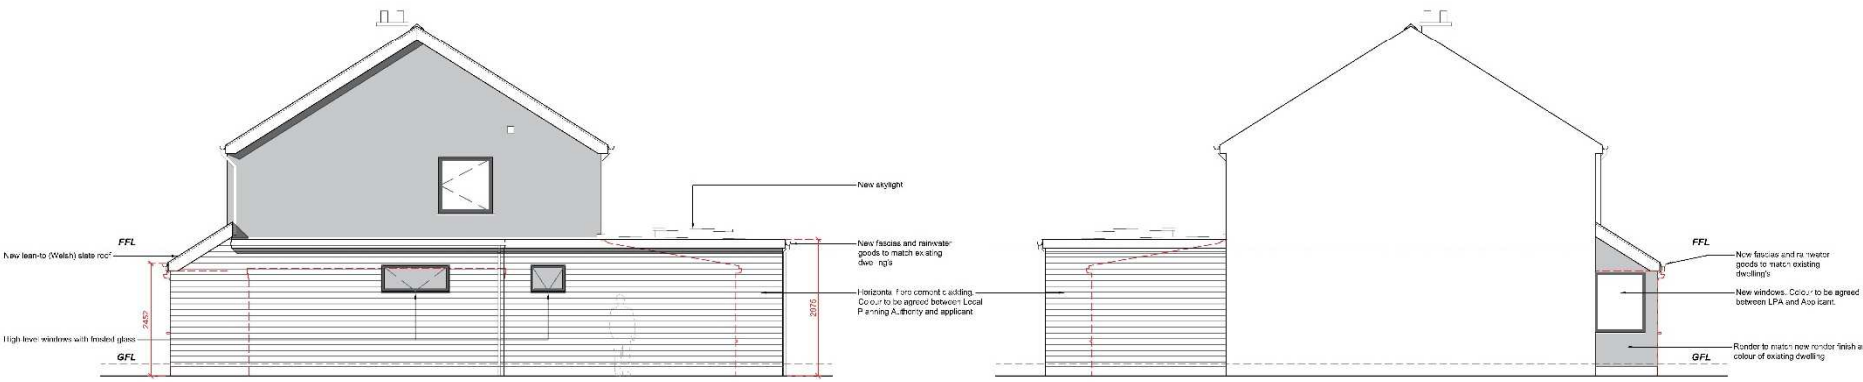 New skylight
FFL
New lean-to (Welsh) slate roof
New fascias and rainwater
goods to match existing
dwelling's
Horizontal fibre cement cladding.
Colour to be agreed between Local
Planning Authority and applicant
2457
2976
High level windows with frosted glass
GFL
FFL
New fascias and rainwater
goods to match existing
dwelling's
New windows. Colour to be agreed
between LPA and Applicant.
Render to match new render finish a
colour of existing dwelling
GFL